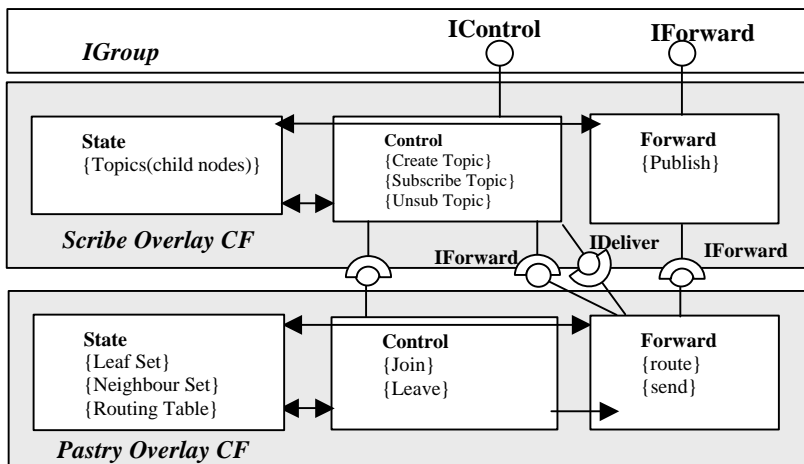 IControl
IForward
IGroup
State
{Topics(child nodes)}
Control
{Create Topic}
{Subscribe Topic}
{Unsub Topic}
Forward
{Publish}
Scribe Overlay CF
IForward
IDeliver
IForward
State
{Leaf Set}
{Neighbour Set}
{Routing Table}
Control
{Join}
{Leave}
Forward
{route}
{send}
Pastry Overlay CF